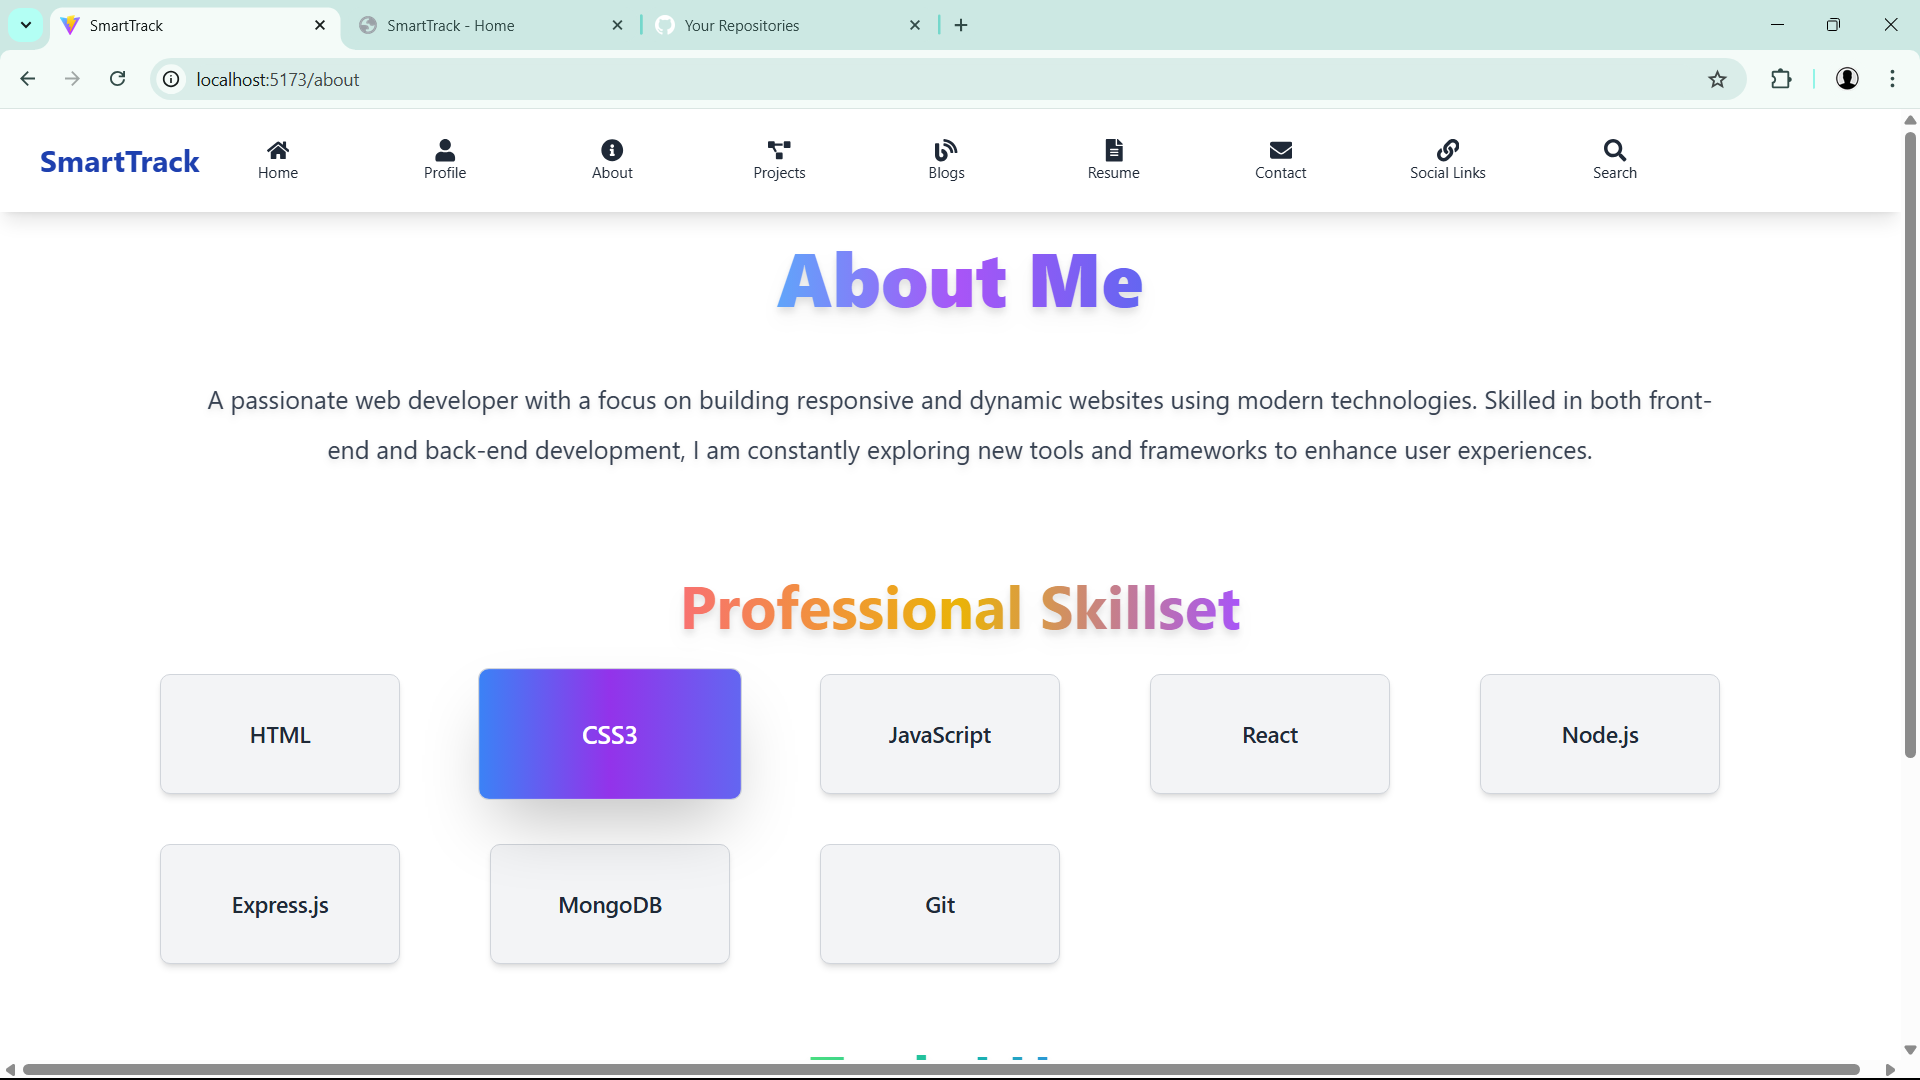 SmartTrack
SmartTrack - Home
Your Repositories
localhost:5173/about
SmartTrack
Home
Profile
About
Projects
Blogs
Resume
Contact
Social Links
Search
About Me
A passionate web developer with a focus on building responsive and dynamic websites using modern technologies. Skilled in both front-
end and back-end development, I am constantly exploring new tools and frameworks to enhance user experiences.
Professional Skillset
HTML
CSS3
JavaScript
React
Node.js
Express.js
MongoDB
Git